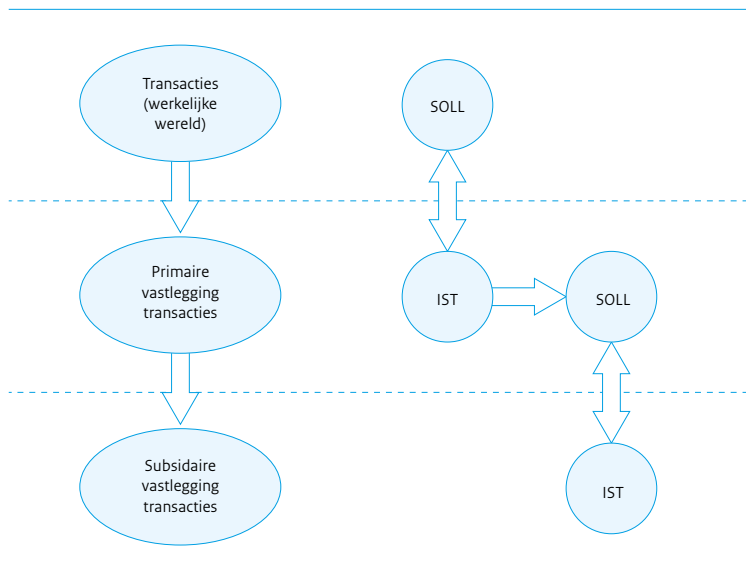 Transacties
(werkelijke
wereld)
SOLL
Primaire
vastlegging
transacties
IST
SOLL
Subsidaire
vastlegging
transacties
IST